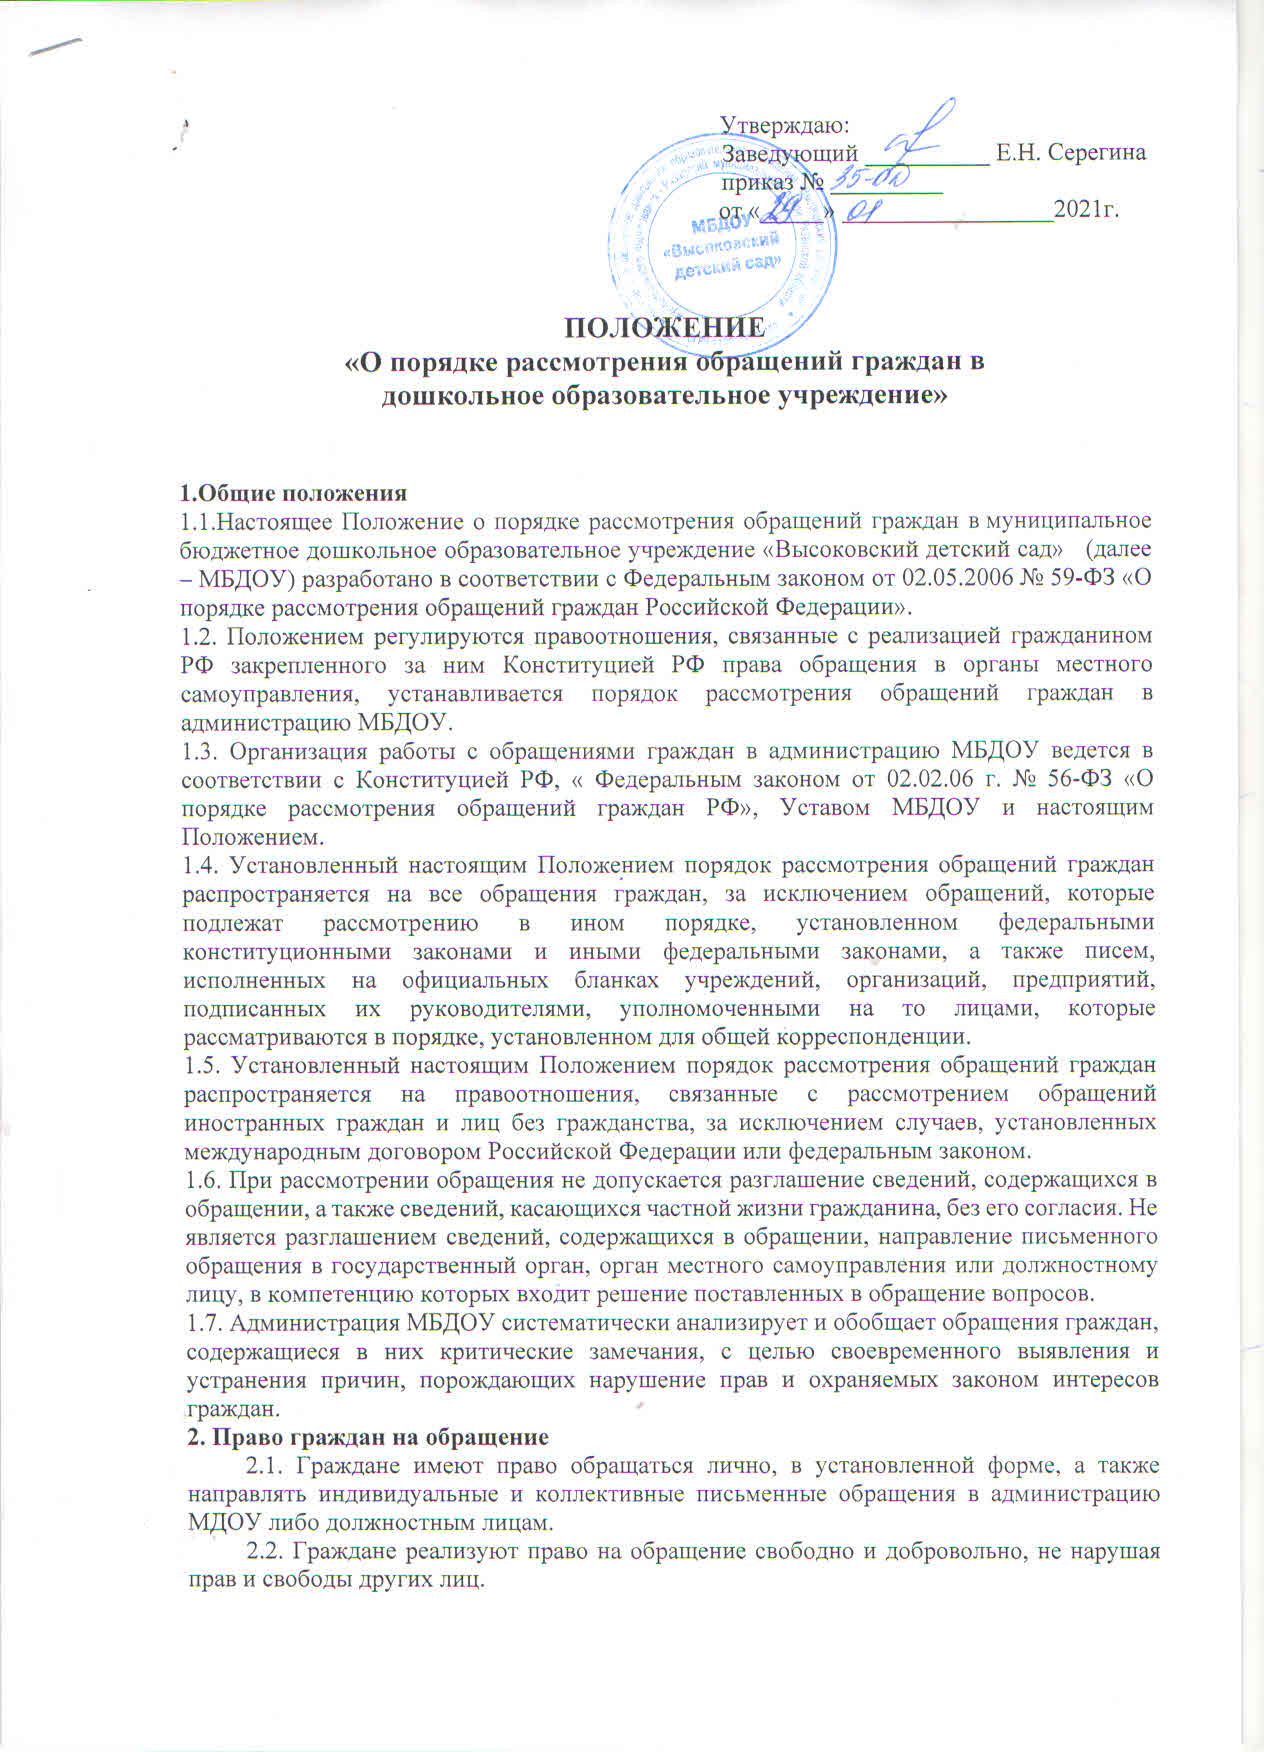 Утверждаю:
Заведующий __________ Е.Н. Серегина
приказ № 35-од
от « 29 » 01 2021г.
МБДОУ
«Высоковский
детский сад»
ПОЛОЖЕНИЕ
«О порядке рассмотрения обращений граждан в
дошкольное образовательное учреждение»
1.Общие положения
1.1.Настоящее Положение о порядке рассмотрения обращений граждан в муниципальное
бюджетное дошкольное образовательное учреждение «Высоковский детский сад» (далее
– МБДОУ) разработано в соответствии с Федеральным законом от 02.05.2006 № 59-ФЗ «О
порядке рассмотрения обращений граждан Российской Федерации».
1.2. Положением регулируются правоотношения, связанные с реализацией гражданином
РФ закрепленного за ним Конституцией РФ права обращения в органы местного
самоуправления, устанавливается порядок рассмотрения обращений граждан в
администрацию МБДОУ.
1.3. Организация работы с обращениями граждан в администрацию МБДОУ ведется в
соответствии с Конституцией РФ, « Федеральным законом от 02.02.06 г. № 56-ФЗ «О
порядке рассмотрения обращений граждан РФ», Уставом МБДОУ и настоящим
Положением.
1.4. Установленный настоящим Положением порядок рассмотрения обращений граждан
распространяется на все обращения граждан, за исключением обращений, которые
подлежат рассмотрению в ином порядке, установленном федеральными
конституционными законами и иными федеральными законами, а также писем,
исполненных на официальных бланках учреждений, организаций, предприятий,
подписанных их руководителями, уполномоченными на то лицами, которые
рассматриваются в порядке, установленном для общей корреспонденции.
1.5. Установленный настоящим Положением порядок рассмотрения обращений граждан
распространяется на правоотношения, связанные с рассмотрением обращений
иностранных граждан и лиц без гражданства, за исключением случаев, установленных
международным договором Российской Федерации или федеральным законом.
1.6. При рассмотрении обращения не допускается разглашение сведений, содержащихся в
обращении, а также сведений, касающихся частной жизни гражданина, без его согласия. Не
является разглашением сведений, содержащихся в обращении, направление письменного
обращения в государственный орган, орган местного самоуправления или должностному
лицу, в компетенцию которых входит решение поставленных в обращение вопросов.
1.7. Администрация МБДОУ систематически анализирует и обобщает обращения граждан,
содержащиеся в них критические замечания, с целью своевременного выявления и
устранения причин, порождающих нарушение прав и охраняемых законом интересов
граждан.
2. Право граждан на обращение
2.1. Граждане имеют право обращаться лично, в установленной форме, а также
направлять индивидуальные и коллективные письменные обращения в администрацию
МДОУ либо должностным лицам.
2.2. Граждане реализуют право на обращение свободно и добровольно, не нарушая
прав и свободы других лиц.